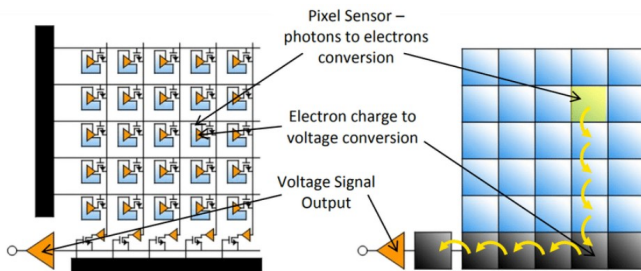 Pixel Sensor –
photons to electrons
conversion
Electron charge to
voltage conversion
Voltage Signal
Output